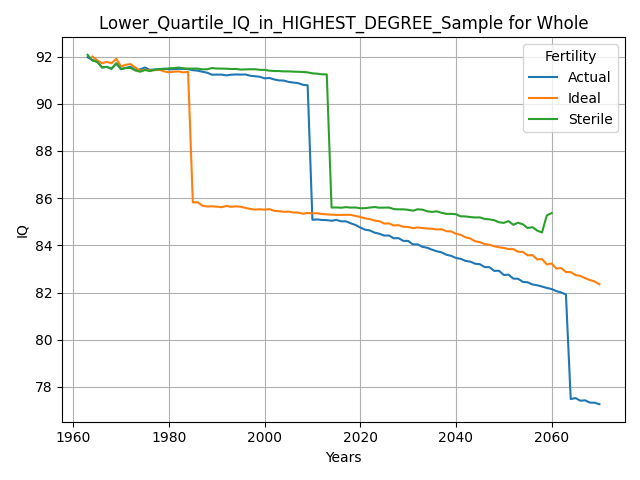 Lower_Quartile_IQ_in_HIGHEST_DEGREE_Sample for Whole
Fertility
Actual
Ideal
Sterile
IQ
92
90
88
86
84
82
80
78
1960 1980 2000 2020 2040 2060
Years